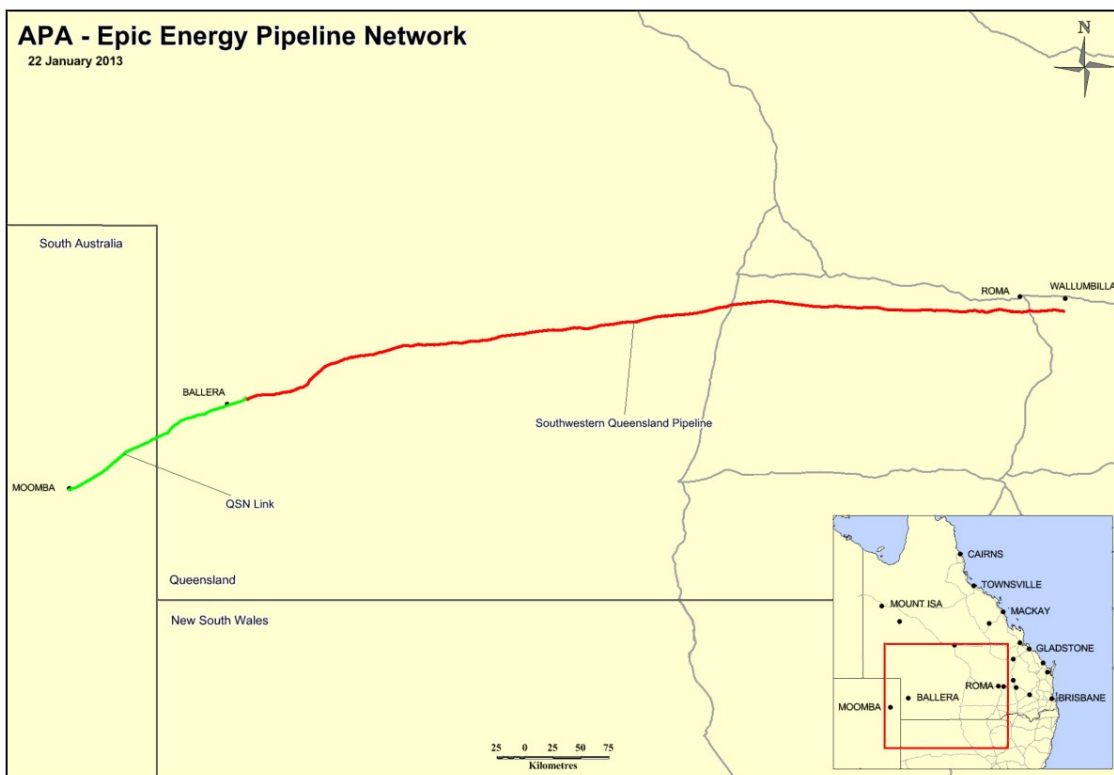 APA - Epic Energy Pipeline Network
22 January 2013
N
South Australia
ROMA
WALLUMBILLA
BALLERA
Southwestern Queensland Pipeline
MOOMBA
QSN Link
Queensland
New South Wales
25 0 25 50 75
Kilometres
CAIRNS
TOWNSVILLE
MOUNT ISA
MACKAY
GLADSTONE
ROMA
BALLERA
BRISBANE
MOOMBA